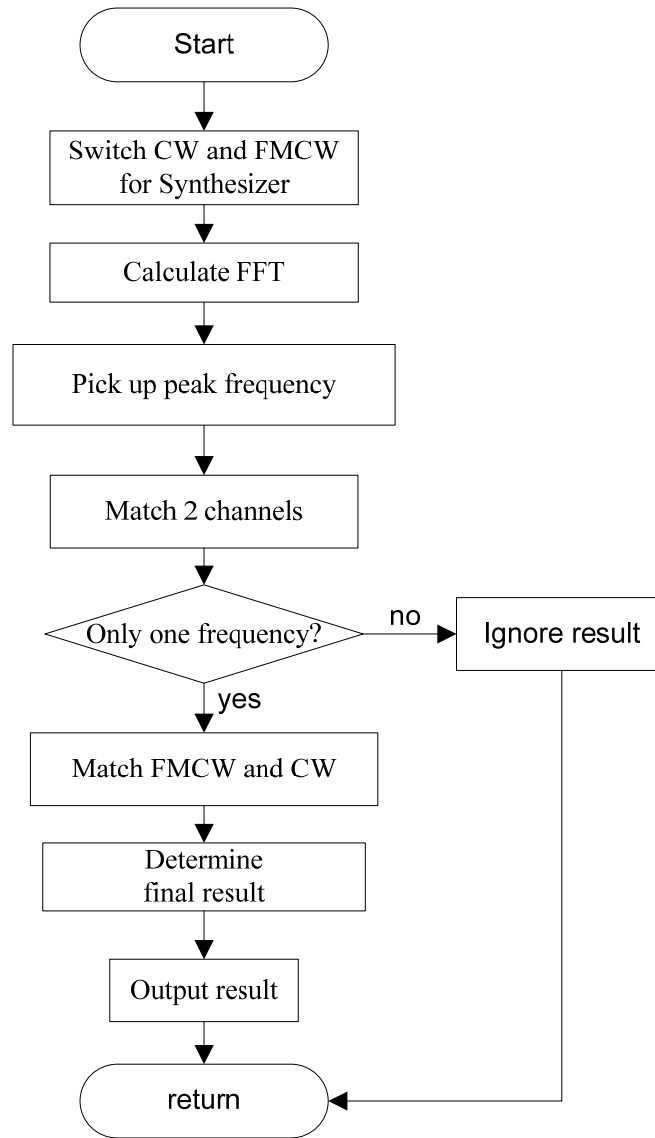 Start
Switch CW and FMCW
for Synthesizer
Calculate FFT
Pick up peak frequency
Match 2 channels
Only one frequency?
no
Ignore result
yes
Match FMCW and CW
Determine
final result
Output result
return